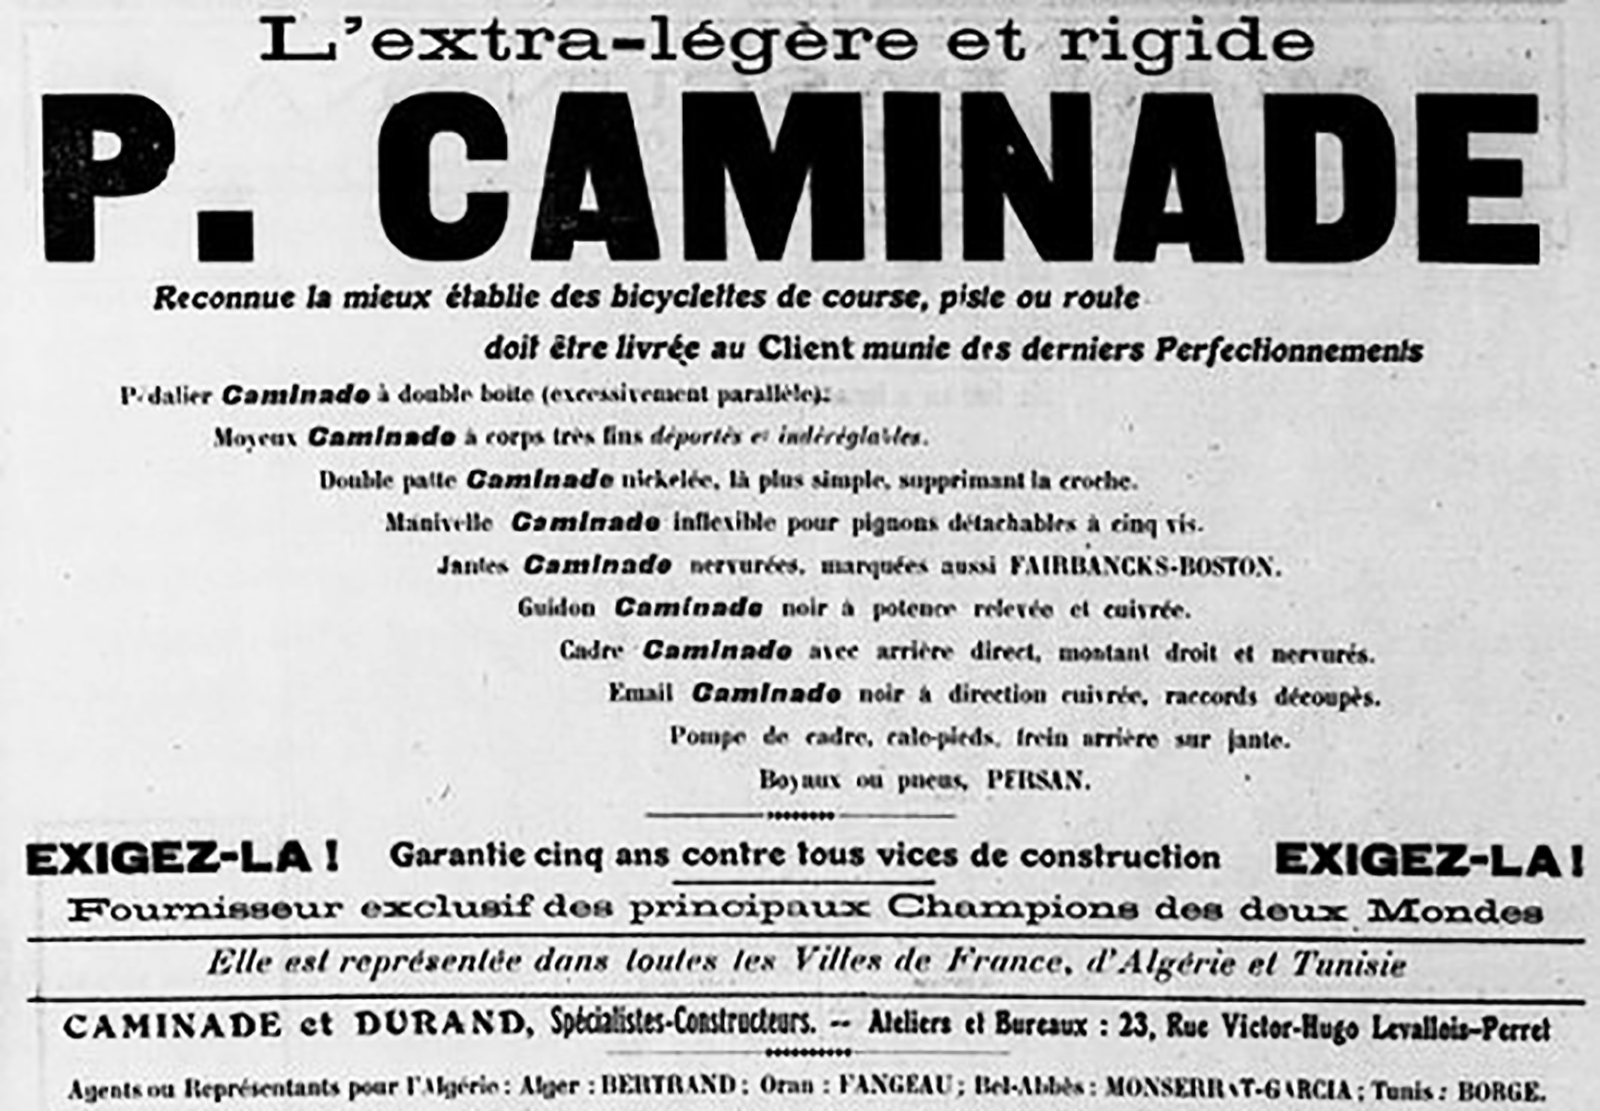 L'extra-légère et rigide
P. CAMINADE
Reconnue la mieux établie des bicyclettes de course, piste ou route
doit être livrée au Client munie des derniers Perfectionnements
Pédalier Caminade à double boîte (excessivement parallèle);
Moyeux Caminade à corps très fins déportés et indéréglables.
Double patte Caminade nickelée, là plus simple, supprimant la croche.
Manivelle Caminade inflexible pour pignons détachables à cinq vis.
Jantes Caminade nervurées, marquées aussi FAIRBANCKS-BOSTON.
Guidon Caminade noir à potence relevée et cuivrée.
Cadre Caminade avec arrière direct, montant droit et nervurés.
Email Caminade noir à direction cuivrée, raccords découpès.
Pompe de cadre, cale-pieds, frein arrière sur jante.
Boyaux ou pneus, PERSAN.
EXIGEZ-LA ! Garantie cinq ans contre tous vices de construction EXIGEZ-LA !
Fournisseur exclusif des principaux Champions des deux Mondes
Elle est représentée dans toutes les Villes de France, d'Algérie et Tunisie
CAMINADE et DURAND, Spécialistes-Constructeurs. -- Ateliers et Bureaux : 23, Rue Victor-Hugo Levallois-Perret
Agents ou Représentants pour l'Algérie : Alger : BERTRAND ; Oran : FANGEAU ; Bel-Abbès : MONSERRAT-GARCIA ; Tunis : BORGE.